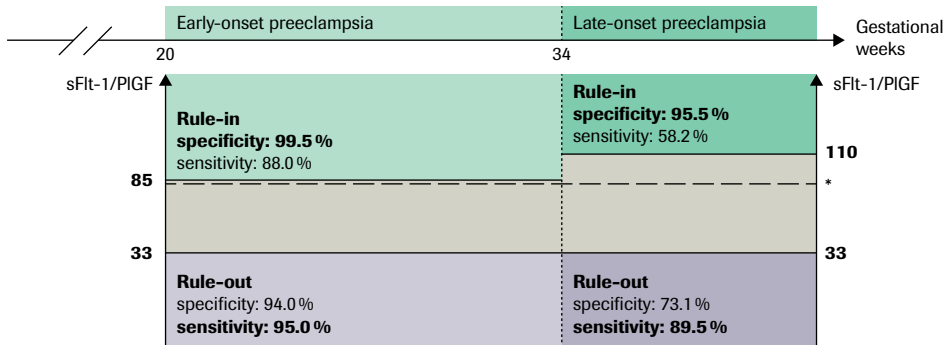 Early-onset preeclampsia
Late-onset preeclampsia
Gestational
weeks
20
34
sFlt-1/PlGF
sFlt-1/PlGF
Rule-in
specificity: 99.5 %
sensitivity: 88.0 %
Rule-in
specificity: 95.5 %
sensitivity: 58.2 %
110
85
*
33
33
Rule-out
specificity: 94.0 %
sensitivity: 95.0 %
Rule-out
specificity: 73.1 %
sensitivity: 89.5 %